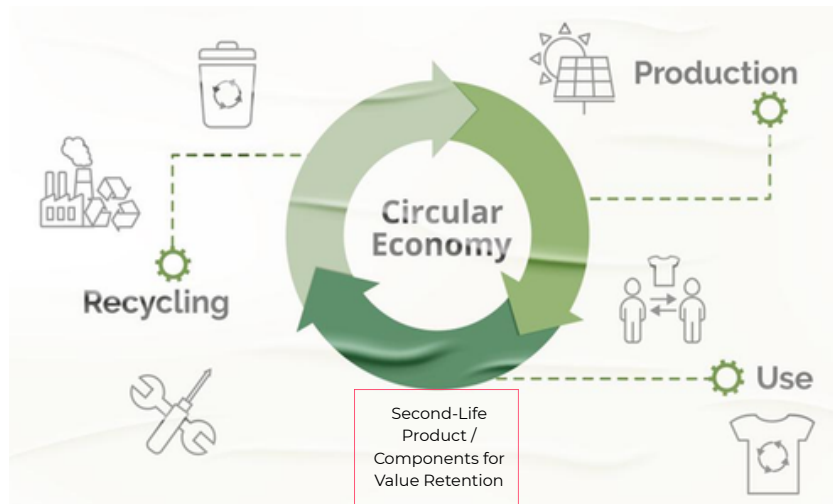 Production
Circular
Economy
Recycling
Use
Second-Life
Product /
Components for
Value Retention